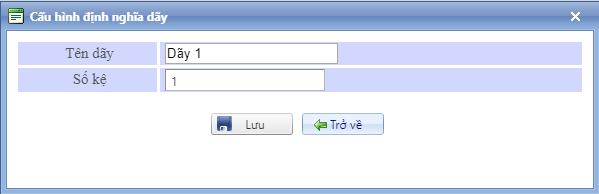 Cấu hình định nghĩa dãy
Tên dãy Dãy 1
Số kệ 1
Lưu Trở về